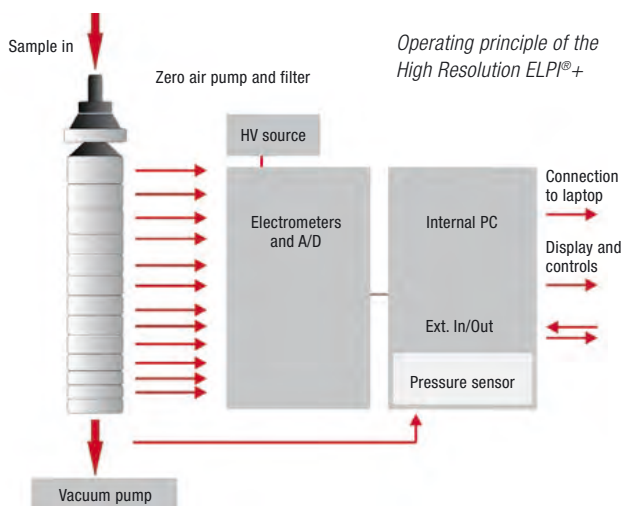 Sample in
Operating principle of the
High Resolution ELPI®+
Zero air pump and filter
HV source
Electrometers
and A/D
Internal PC
Connection
to laptop
Display and
controls
Ext. In/Out
Pressure sensor
Vacuum pump